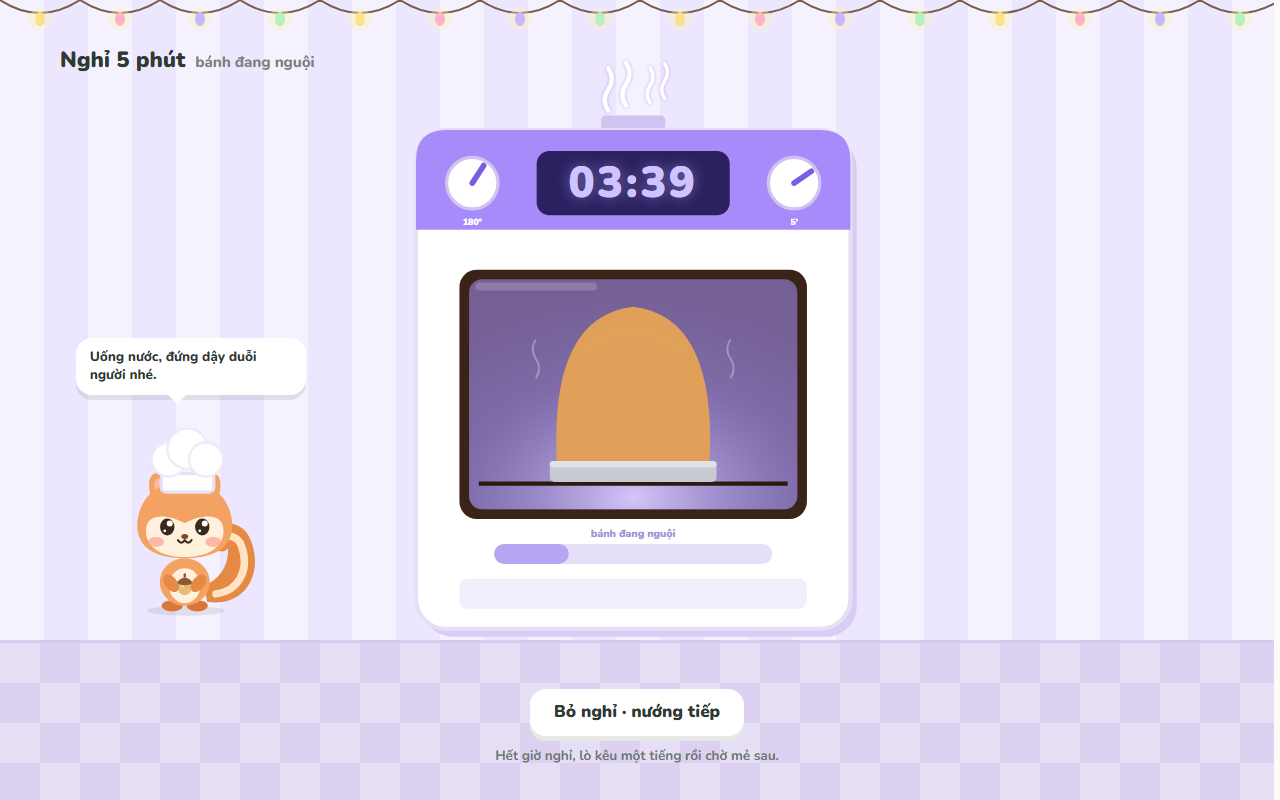 Nghỉ 5 phút bánh đang nguội
03:39
180°
5'
Uống nước, đứng dậy duỗi
người nhé.
bánh đang nguội
Bỏ nghỉ · nướng tiếp
Hết giờ nghỉ, lò kêu một tiếng rồi chờ mẻ sau.